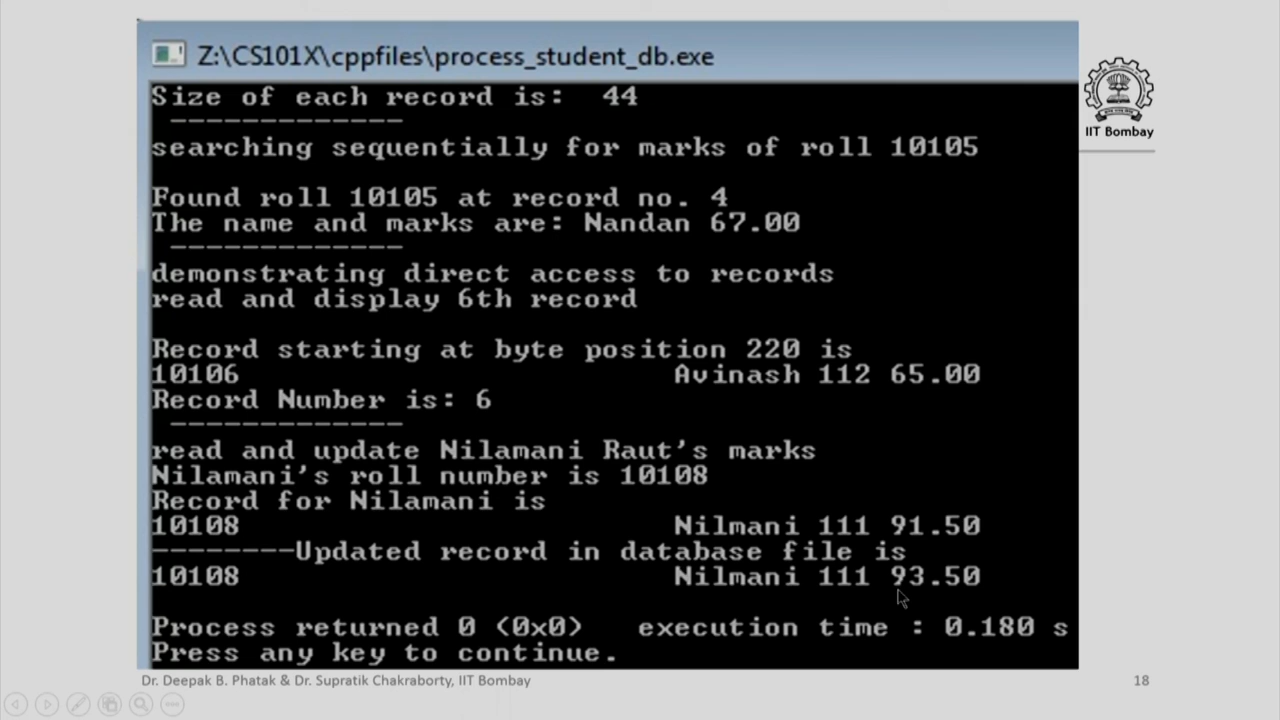 Z:\CS101X\cppfiles\process_student_db.exe
IIT Bombay
Size of each record is:  44
-------------
searching sequentially for marks of roll 10105
Found roll 10105 at record no. 4
The name and marks are: Nandan 67.00
-------------
demonstrating direct access to records
read and display 6th record
Record starting at byte position 220 is
10106 Avinash 112 65.00
Record Number is: 6
-------------
read and update Nilamani Raut's marks
Nilamani's roll number is 10108
Record for Nilamani is
10108 Nilmani 111 91.50
--------Updated record in database file is
10108 Nilmani 111 93.50
Process returned 0 (0x0)   execution time : 0.180 s
Press any key to continue.
Dr. Deepak B. Phatak & Dr. Supratik Chakraborty, IIT Bombay
18